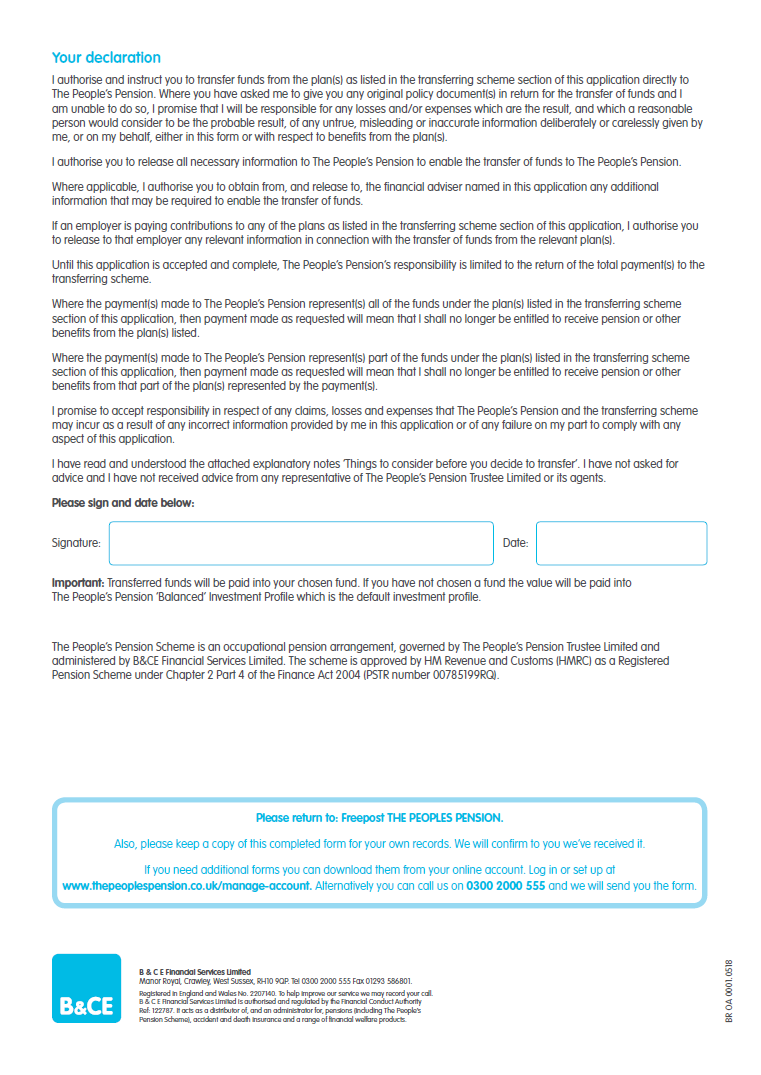 Your declaration
I authorise and instruct you to transfer funds from the plan(s) as listed in the transferring scheme section of this application directly to
The People's Pension. Where you have asked me to give you any original policy document(s) in return for the transfer of funds and I
am unable to do so, I promise that I will be responsible for any losses and/or expenses which are the result, and which a reasonable
person would consider to be the probable result, of any untrue, misleading or inaccurate information deliberately or carelessly given by
me, or on my behalf, either in this form or with respect to benefits from the plan(s).
I authorise you to release all necessary information to The People's Pension to enable the transfer of funds to The People's Pension.
Where applicable, I authorise you to obtain from, and release to, the financial adviser named in this application any additional
information that may be required to enable the transfer of funds.
If an employer is paying contributions to any of the plans as listed in the transferring scheme section of this application, I authorise you
to release to that employer any relevant information in connection with the transfer of funds from the relevant plan(s).
Until this application is accepted and complete, The People's Pension's responsibility is limited to the return of the total payment(s) to the
transferring scheme.
Where the payment(s) made to The People's Pension represent(s) all of the funds under the plan(s) listed in the transferring scheme
section of this application, then payment made as requested will mean that I shall no longer be entitled to receive pension or other
benefits from the plan(s) listed.
Where the payment(s) made to The People's Pension represent(s) part of the funds under the plan(s) listed in the transferring scheme
section of this application, then payment made as requested will mean that I shall no longer be entitled to receive pension or other
benefits from that part of the plan(s) represented by the payment(s).
I promise to accept responsibility in respect of any claims, losses and expenses that The People's Pension and the transferring scheme
may incur as a result of any incorrect information provided by me in this application or of any failure on my part to comply with any
aspect of this application.
I have read and understood the attached explanatory notes 'Things to consider before you decide to transfer'. I have not asked for
advice and I have not received advice from any representative of The People's Pension Trustee Limited or its agents.
Please sign and date below:
Signature:
Date:
Important: Transferred funds will be paid into your chosen fund. If you have not chosen a fund the value will be paid into
The People's Pension 'Balanced' Investment Profile which is the default investment profile.
The People's Pension Scheme is an occupational pension arrangement, governed by The People's Pension Trustee Limited and
administered by B&CE Financial Services Limited. The scheme is approved by HM Revenue and Customs (HMRC) as a Registered
Pension Scheme under Chapter 2 Part 4 of the Finance Act 2004 (PSTR number 00785199RQ).
Please return to: Freepost THE PEOPLES PENSION.
Also, please keep a copy of this completed form for your own records. We will confirm to you we've received it.
If you need additional forms you can download them from your online account. Log in or set up at
www.thepeoplespension.co.uk/manage-account. Alternatively you can call us on 0300 2000 555 and we will send you the form.
B&CE
B & C E Financial Services Limited
Manor Royal, Crawley, West Sussex, RH10 9QP. Tel 0300 2000 555 Fax 01293 586801.
Registered in England and Wales No. 2207140. To help improve our service we may record your call.
B & C E Financial Services Limited is authorised and regulated by the Financial Conduct Authority
Ref: 122787. It acts as a distributor of, and an administrator for, pensions (including The People's
Pension Scheme), accident and death insurance and a range of financial welfare products.
BR OA 0001.0518